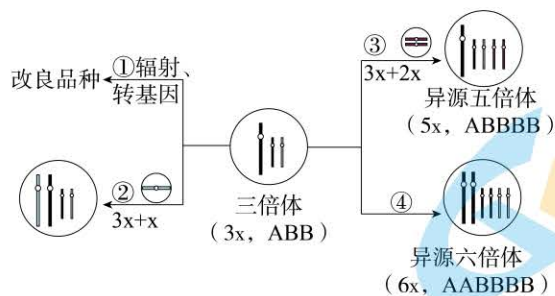 改良品种
①辐射、
转基因
②
3x+x
三倍体
(3x, ABB)
③
3x+2x
异源五倍体
(5x, ABBBB)
④
异源六倍体
(6x, AABBBB)